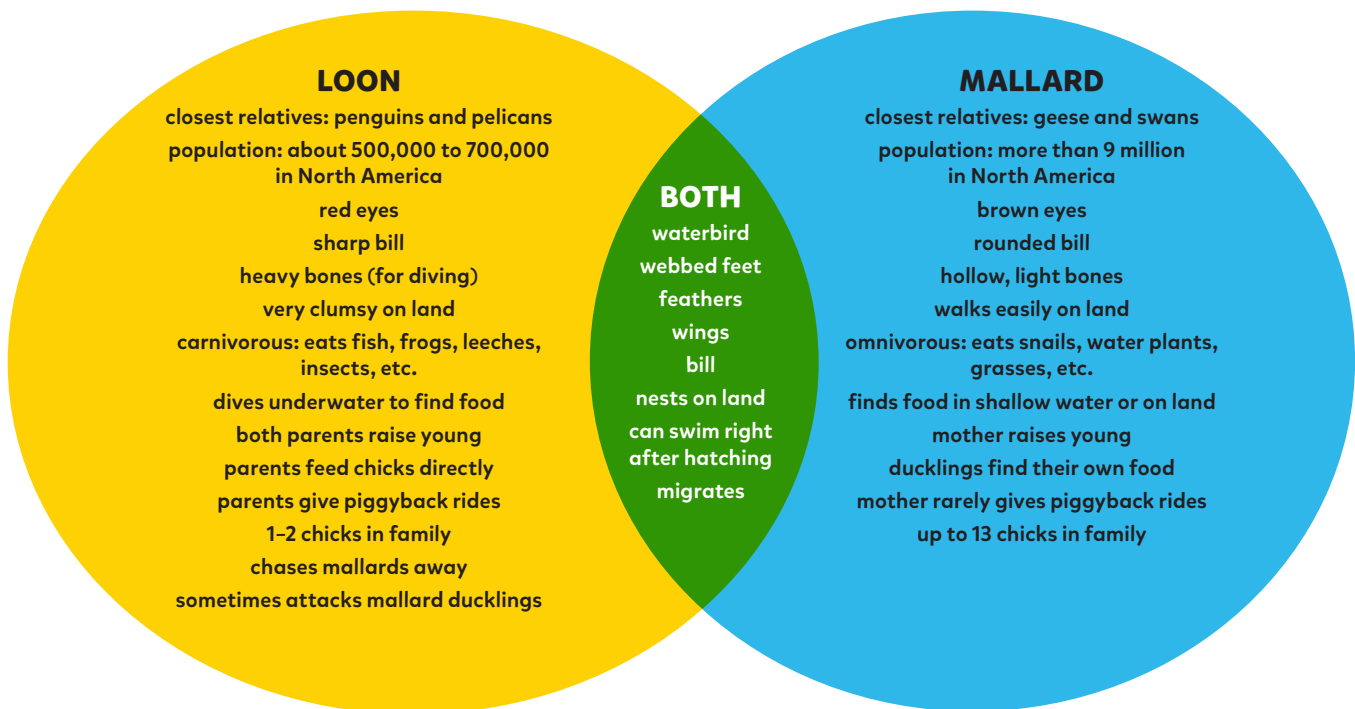 LOON
closest relatives: penguins and pelicans
population: about 500,000 to 700,000
in North America
red eyes
sharp bill
heavy bones (for diving)
very clumsy on land
carnivorous: eats fish, frogs, leeches,
insects, etc.
dives underwater to find food
both parents raise young
parents feed chicks directly
parents give piggyback rides
1–2 chicks in family
chases mallards away
sometimes attacks mallard ducklings
BOTH
waterbird
webbed feet
feathers
wings
bill
nests on land
can swim right
after hatching
migrates
MALLARD
closest relatives: geese and swans
population: more than 9 million
in North America
brown eyes
rounded bill
hollow, light bones
walks easily on land
omnivorous: eats snails, water plants,
grasses, etc.
finds food in shallow water or on land
mother raises young
ducklings find their own food
mother rarely gives piggyback rides
up to 13 chicks in family